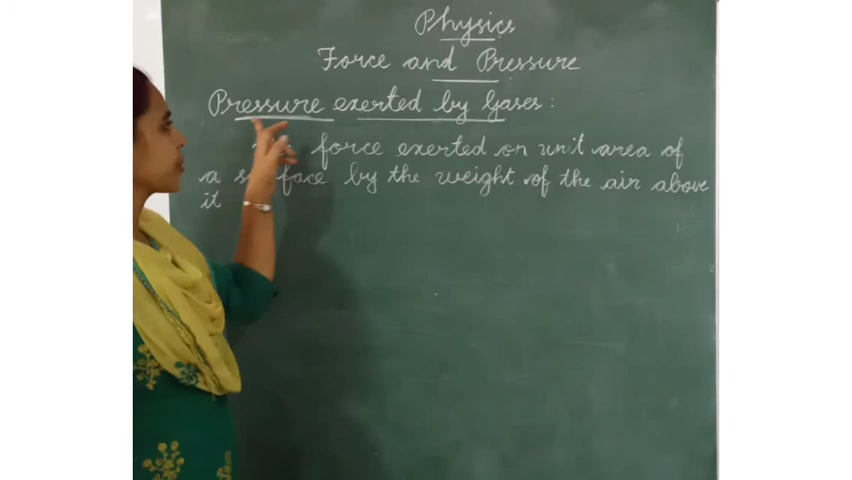 Physics
Force and Pressure
Pressure exerted by Gases :
force exerted on unit area of
a surface by the weight of the air above
it